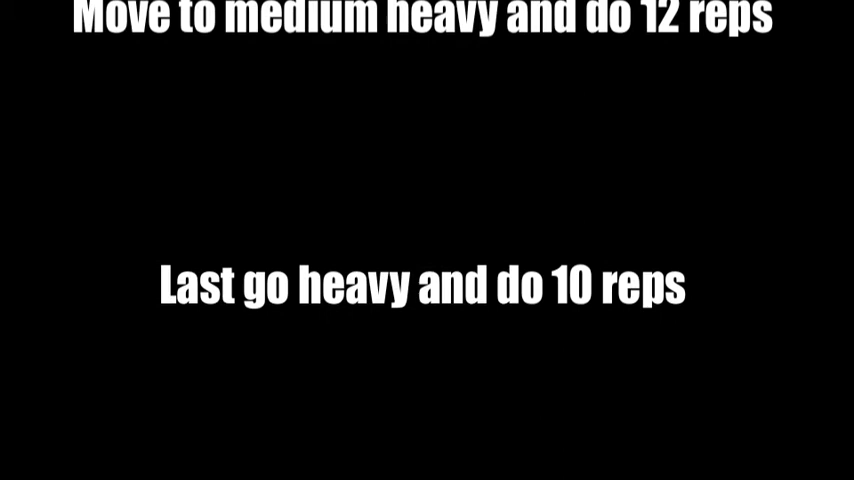 Move to medium heavy and do 12 reps
Last go heavy and do 10 reps